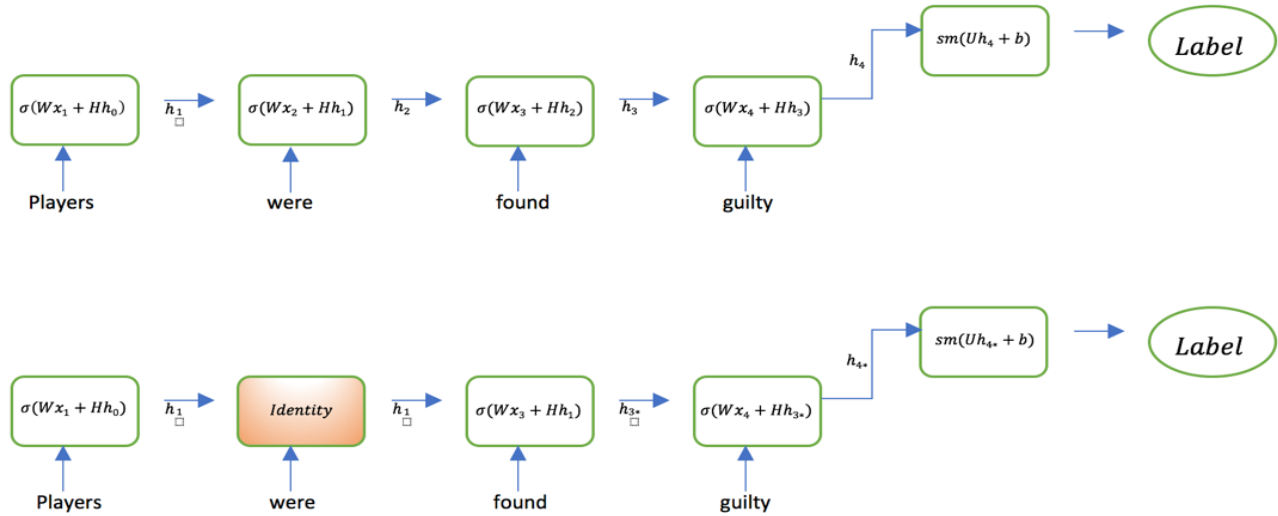 sm(Uh₄ + b)
Label
h₄
σ(Wx₁ + Hh₀)
h₁
σ(Wx₂ + Hh₁)
h₂
σ(Wx₃ + Hh₂)
h₃
σ(Wx₄ + Hh₃)
Players
were
found
guilty
sm(Uh₄* + b)
Label
h₄*
σ(Wx₁ + Hh₀)
h₁
Identity
h₁
σ(Wx₃ + Hh₁)
h₃*
σ(Wx₄ + Hh₃*)
Players
were
found
guilty